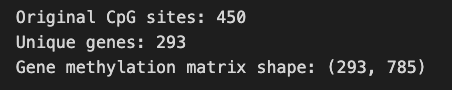 Original CpG sites: 450
Unique genes: 293
Gene methylation matrix shape: (293, 785)